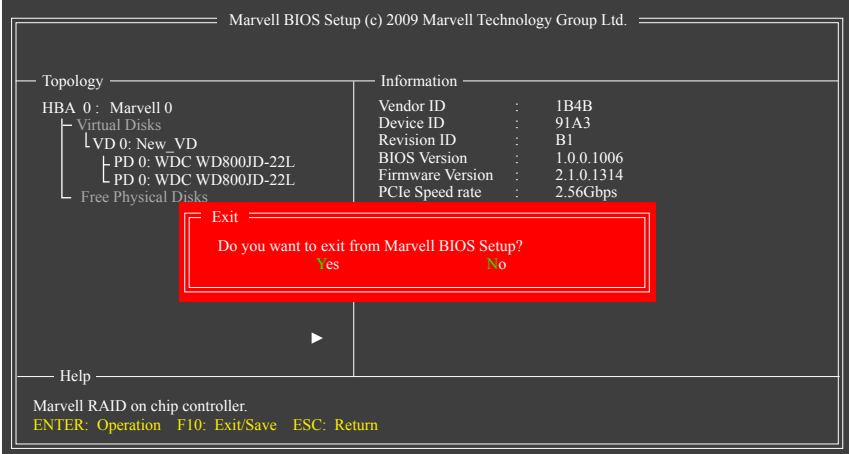 Marvell BIOS Setup (c) 2009 Marvell Technology Group Ltd.
Topology
HBA 0 : Marvell 0
Virtual Disks
VD 0: New_VD
PD 0: WDC WD800JD-22L
PD 0: WDC WD800JD-22L
Free Physical Disks
Information
Vendor ID : 1B4B
Device ID : 91A3
Revision ID : B1
BIOS Version : 1.0.0.1006
Firmware Version : 2.1.0.1314
PCIe Speed rate : 2.56Gbps
Exit
Do you want to exit from Marvell BIOS Setup?
Yes No
Help
Marvell RAID on chip controller.
ENTER: Operation F10: Exit/Save ESC: Return